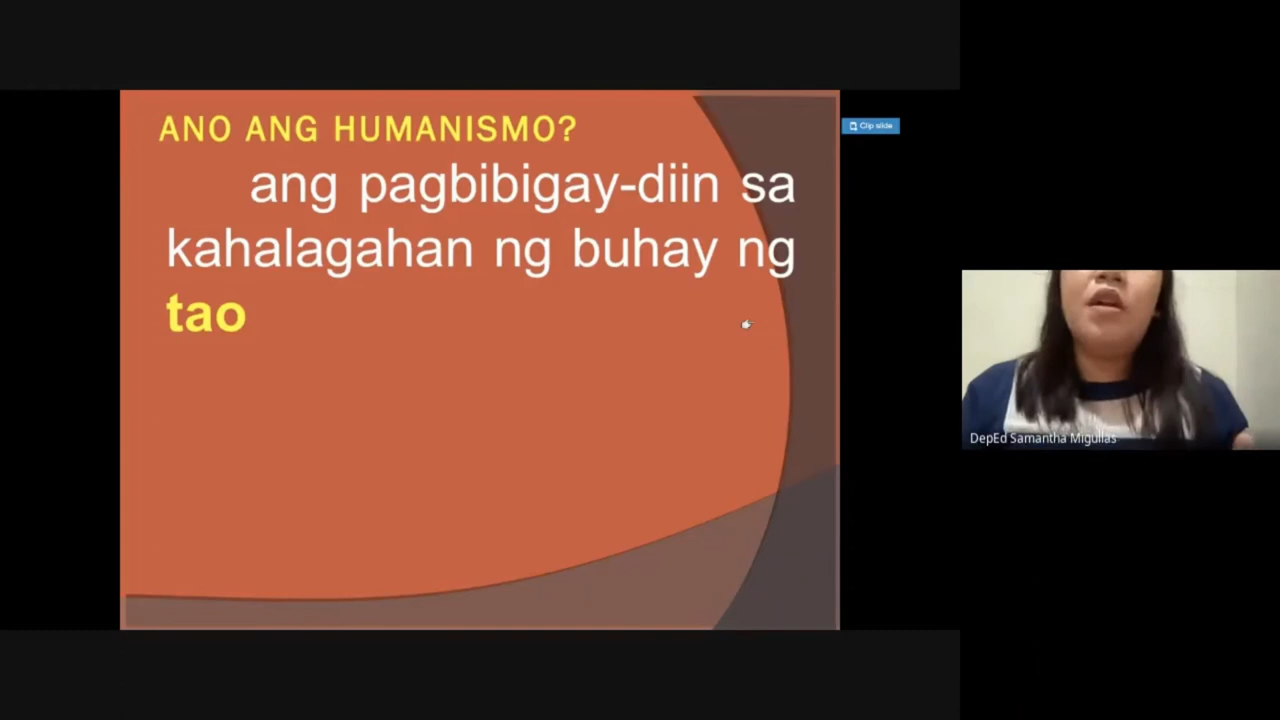 ANO ANG HUMANISMO?
ang pagbibigay-diin sa
kahalagahan ng buhay ng
tao
Clip slide
DepEd Samantha Migullas